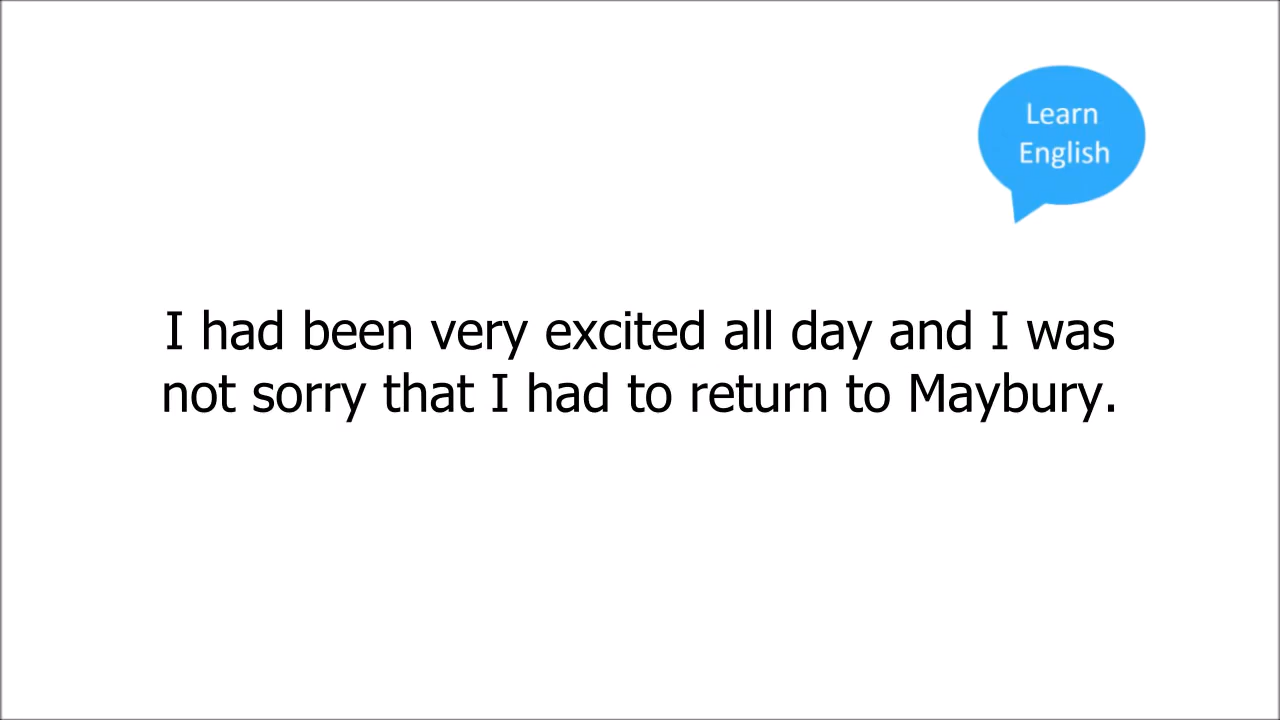 Learn
English
I had been very excited all day and I was
not sorry that I had to return to Maybury.